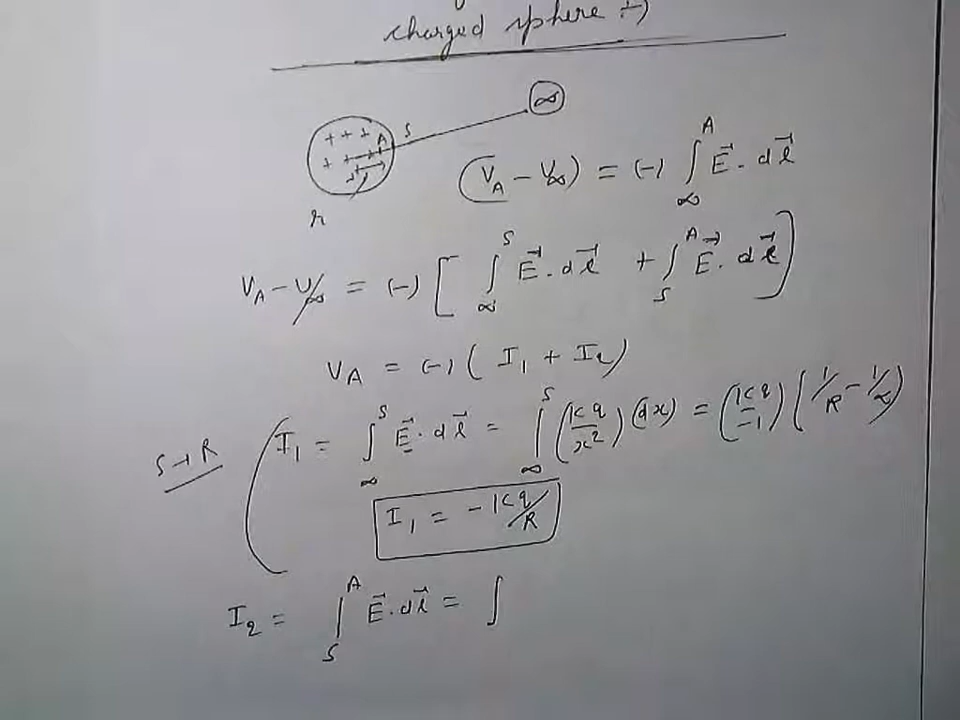 charged sphere :-)
∞
+ + + A S
+ +
r
(V_A - V_∞) = (-) ∫_∞^A E⃗ . dl⃗
V_A - V_∞ = (-) [ ∫_∞^S E⃗ . dl⃗ + ∫_S^A E⃗ . dl⃗ ]
V_A = (-) ( I₁ + I₂ )
S → R
( I₁ = ∫_∞^S E⃗ . dl⃗ = ∫_∞^S (kq/x²) (dx) = (kq/-1) (1/R - 1/∞)
I₁ = -kq/R
I₂ = ∫_S^A E⃗ . dl⃗ = ∫